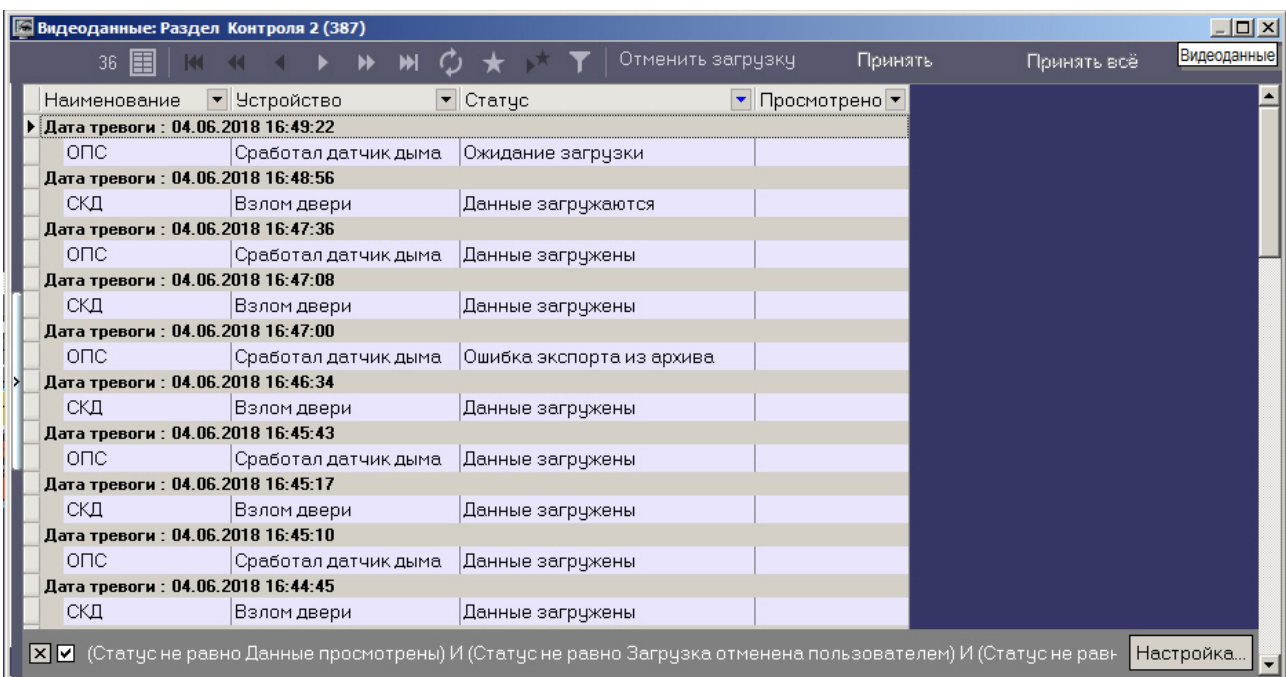 Видеоданные: Раздел Контроля 2 (387)
36 Отменить загрузку Принять Принять всё Видеоданные
Наименование Устройство Статус Просмотрено
Дата тревоги : 04.06.2018 16:49:22
ОПС Сработал датчик дыма Ожидание загрузки
Дата тревоги : 04.06.2018 16:48:56
СКД Взлом двери Данные загружаются
Дата тревоги : 04.06.2018 16:47:36
ОПС Сработал датчик дыма Данные загружены
Дата тревоги : 04.06.2018 16:47:08
СКД Взлом двери Данные загружены
Дата тревоги : 04.06.2018 16:47:00
ОПС Сработал датчик дыма Ошибка экспорта из архива
Дата тревоги : 04.06.2018 16:46:34
СКД Взлом двери Данные загружены
Дата тревоги : 04.06.2018 16:45:43
ОПС Сработал датчик дыма Данные загружены
Дата тревоги : 04.06.2018 16:45:17
СКД Взлом двери Данные загружены
Дата тревоги : 04.06.2018 16:45:10
ОПС Сработал датчик дыма Данные загружены
Дата тревоги : 04.06.2018 16:44:45
СКД Взлом двери Данные загружены
(Статус не равно Данные просмотрены) И (Статус не равно Загрузка отменена пользователем) И (Статус не равн Настройка...